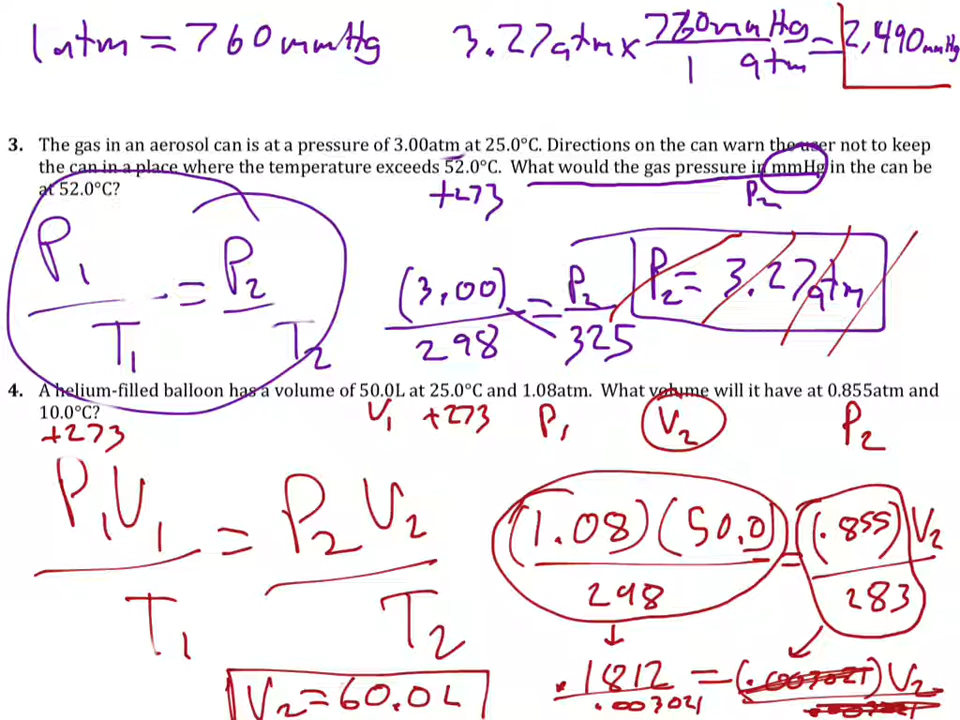 1 atm = 760 mmHg 3.27 atm x 760 mmHg / 1 atm = 2,490 mmHg
3. The gas in an aerosol can is at a pressure of 3.00atm at 25.0°C. Directions on the can warn the user not to keep
the can in a place where the temperature exceeds 52.0°C. What would the gas pressure in mmHg in the can be
at 52.0°C?
+273 P2
P1 / T1 = P2 / T2
(3.00) / 298 = P2 / 325
P2 = 3.27 atm
4. A helium-filled balloon has a volume of 50.0L at 25.0°C and 1.08atm. What volume will it have at 0.855atm and
10.0°C?
+273 V1 +273 P1 V2 P2
P1V1 / T1 = P2V2 / T2
(1.08)(50.0) / 298 = (.855)V2 / 283
.1812 / .003021 = (.003021)V2 / .003021
V2 = 60.0L